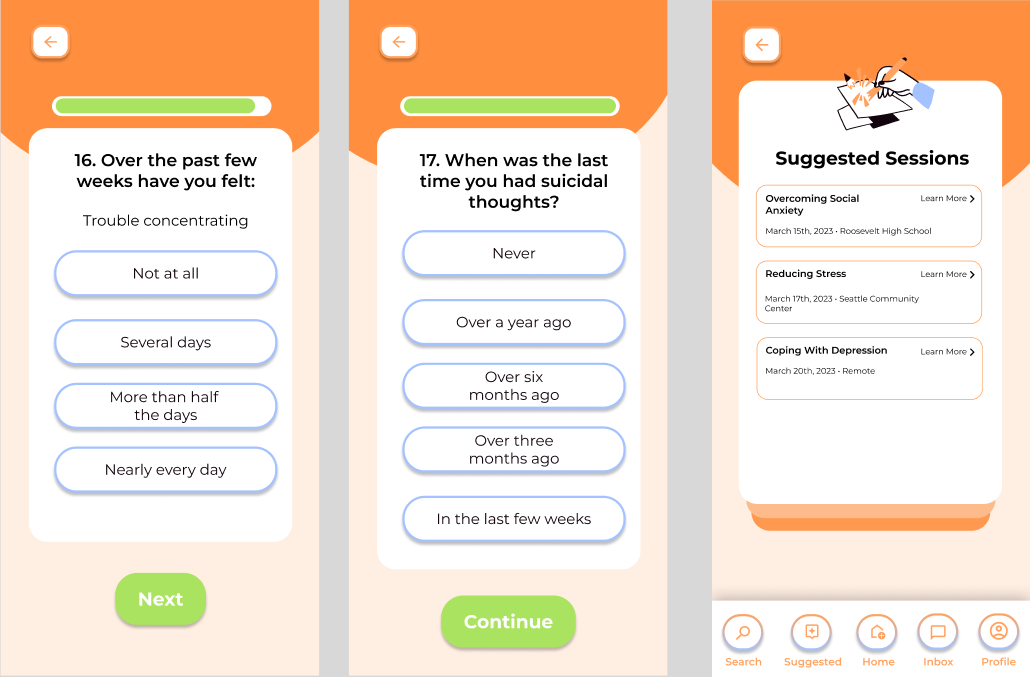 16. Over the past few
weeks have you felt:
Trouble concentrating
Not at all
Several days
More than half
the days
Nearly every day
Next
17. When was the last
time you had suicidal
thoughts?
Never
Over a year ago
Over six
months ago
Over three
months ago
In the last few weeks
Continue
Suggested Sessions
Overcoming Social
Anxiety
Learn More
March 15th, 2023 • Roosevelt High School
Reducing Stress
Learn More
March 17th, 2023 • Seattle Community
Center
Coping With Depression
Learn More
March 20th, 2023 • Remote
Search
Suggested
Home
Inbox
Profile